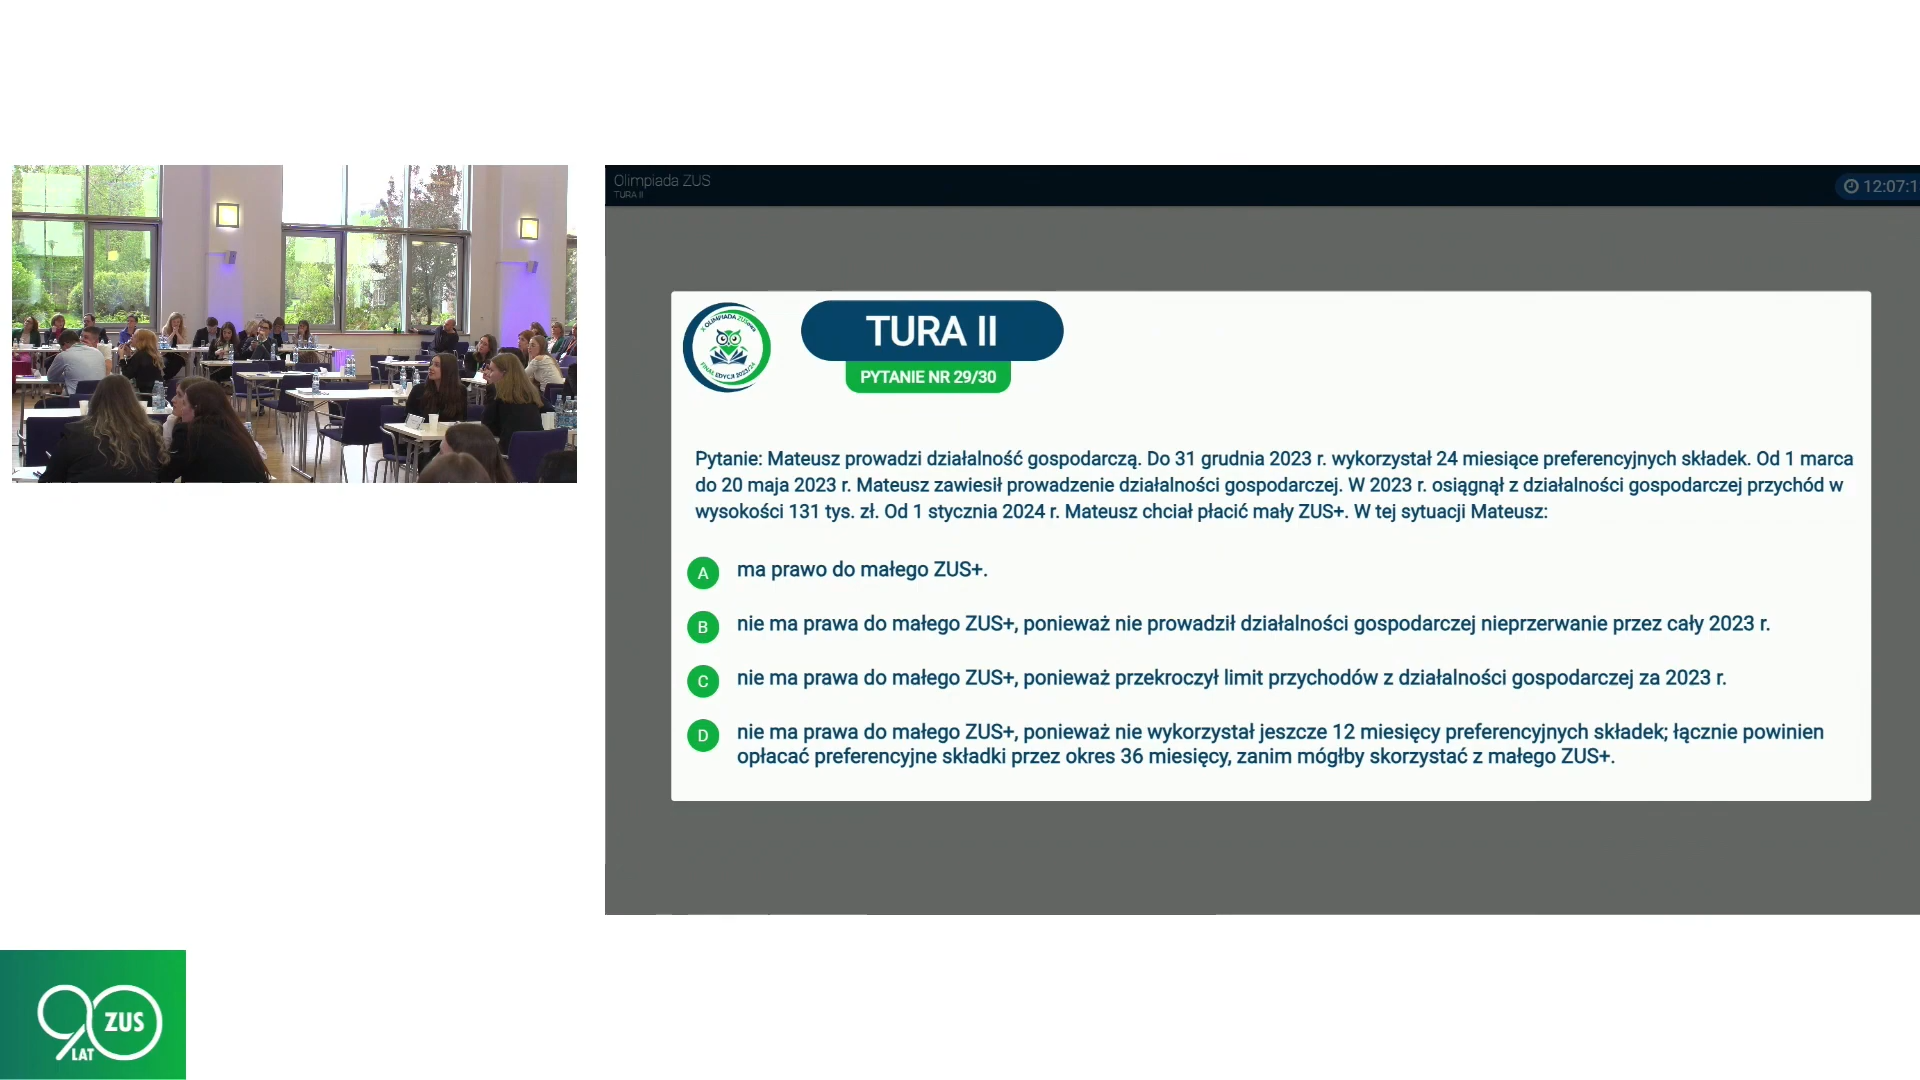 Olimpiada ZUS
TURA II
12:07:1
X OLIMPIADA ZUS
FINAŁ EDYCJI 2023/24
TURA II
PYTANIE NR 29/30
Pytanie: Mateusz prowadzi działalność gospodarczą. Do 31 grudnia 2023 r. wykorzystał 24 miesiące preferencyjnych składek. Od 1 marca
do 20 maja 2023 r. Mateusz zawiesił prowadzenie działalności gospodarczej. W 2023 r. osiągnął z działalności gospodarczej przychód w
wysokości 131 tys. zł. Od 1 stycznia 2024 r. Mateusz chciał płacić mały ZUS+. W tej sytuacji Mateusz:
A ma prawo do małego ZUS+.
B nie ma prawa do małego ZUS+, ponieważ nie prowadził działalności gospodarczej nieprzerwanie przez cały 2023 r.
C nie ma prawa do małego ZUS+, ponieważ przekroczył limit przychodów z działalności gospodarczej za 2023 r.
D nie ma prawa do małego ZUS+, ponieważ nie wykorzystał jeszcze 12 miesięcy preferencyjnych składek; łącznie powinien
opłacać preferencyjne składki przez okres 36 miesięcy, zanim mógłby skorzystać z małego ZUS+.
90 LAT ZUS